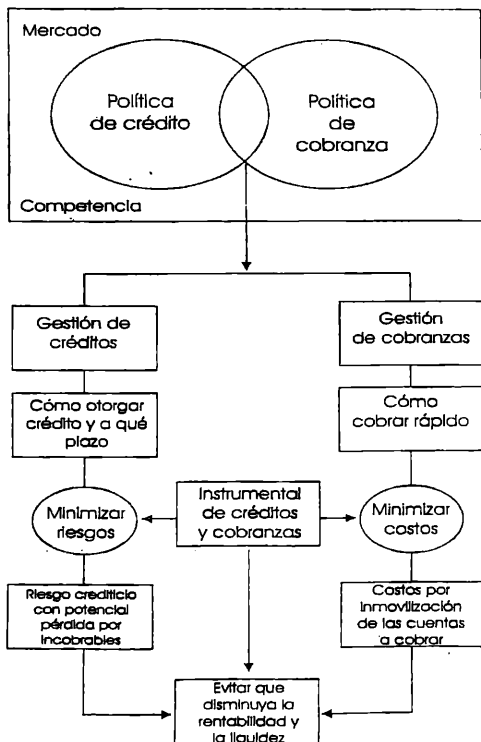 Mercado
Política
de crédito
Política
de
cobranza
Competencia
Gestión de
créditos
Gestión
de cobranzas
Cómo otorgar
crédito y a qué
plazo
Cómo
cobrar rápido
Minimizar
riesgos
Instrumental
de créditos
y cobranzas
Minimizar
costos
Riesgo crediticio
con potencial
pérdida por
incobrables
Costos por
inmovilización
de las cuentas
a cobrar
Evitar que
disminuya la
rentabilidad y
la liquidez